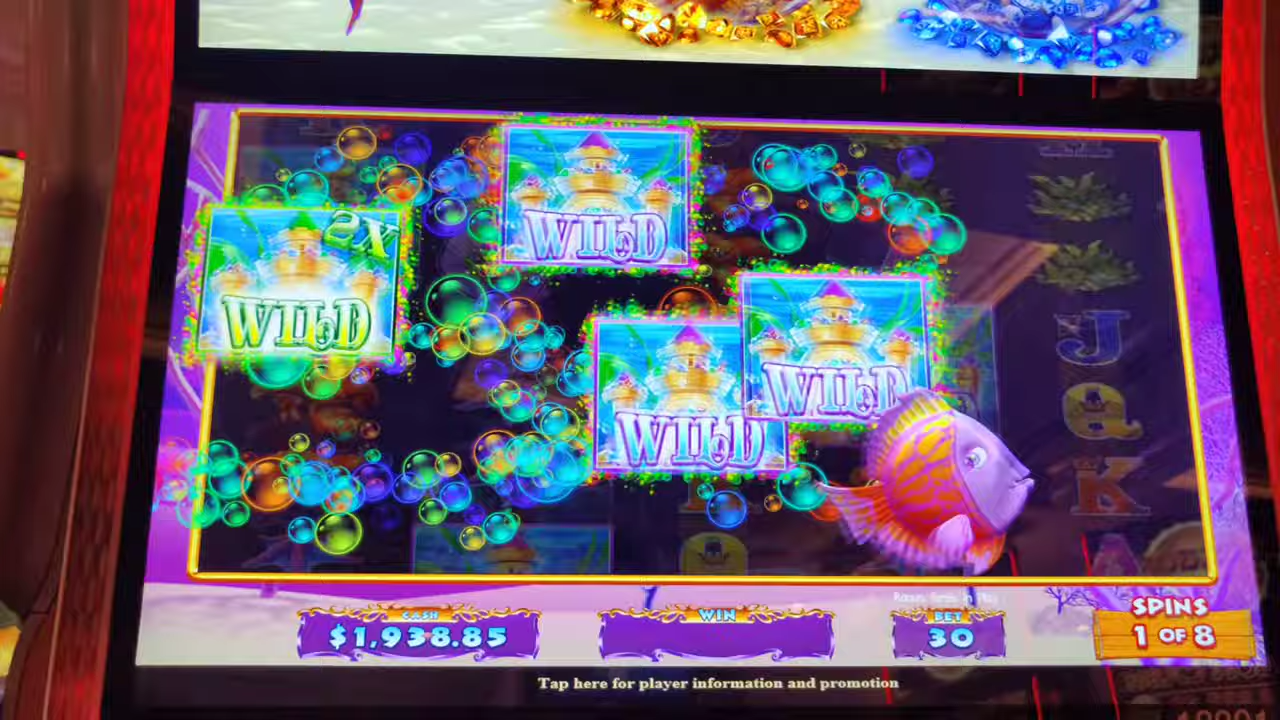 WILD
2X
WILD
WILD
WILD
J
Q
K
CASH
$1,938.85
WIN
BET
30
SPINS
1 OF 8
Tap here for player information and promotion